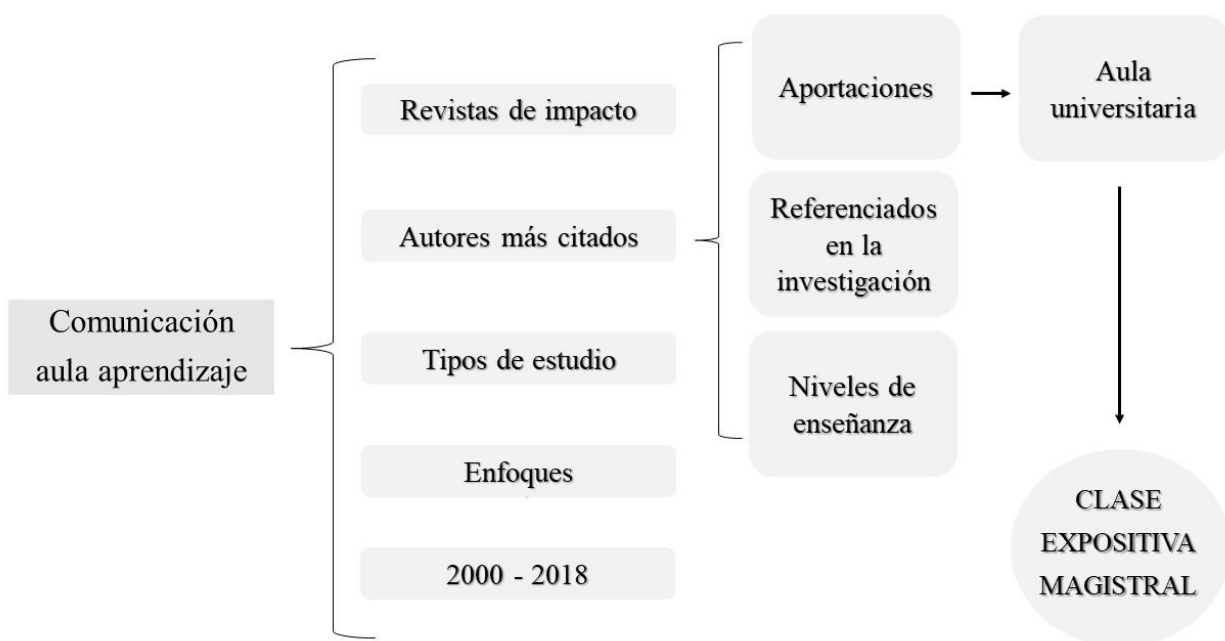 Comunicación
aula aprendizaje
Revistas de impacto
Autores más citados
Tipos de estudio
Enfoques
2000 - 2018
Aportaciones
Referenciados
en la
investigación
Niveles de
enseñanza
Aula
universitaria
CLASE
EXPOSITIVA
MAGISTRAL